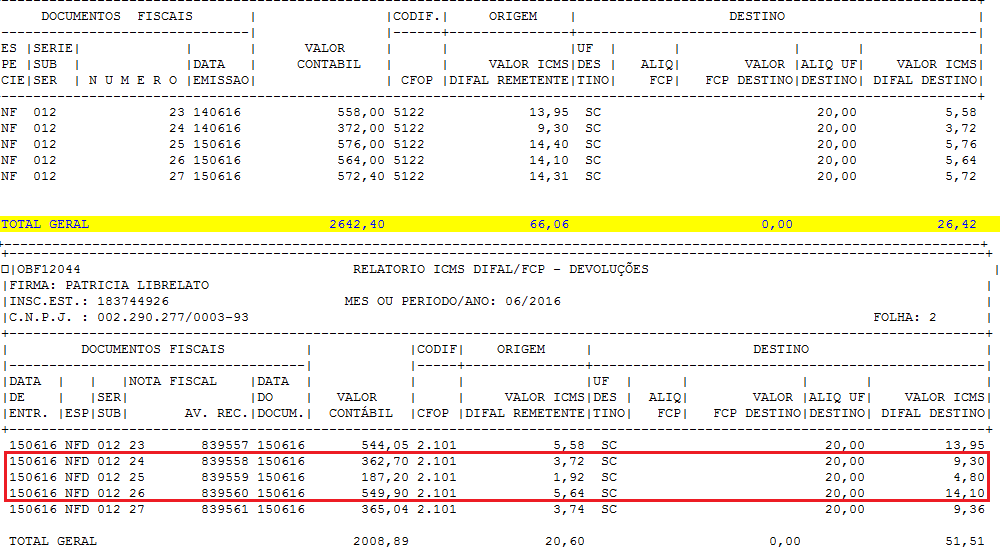 DOCUMENTOS FISCAIS | |CODIF.| ORIGEM | DESTINO |
ES |SERIE| | | VALOR | | |UF | | | | |
PE |SUB | |DATA | CONTABIL | | VALOR ICMS|DES | ALIQ| VALOR |ALIQ UF| VALOR ICMS|
CIE|SER | N U M E R O |EMISSAO| | CFOP|DIFAL REMETENTE|TINO| FCP| FCP DESTINO|DESTINO| DIFAL DESTINO|
NF 012 23 140616 558,00 5122 13,95 SC 20,00 5,58
NF 012 24 140616 372,00 5122 9,30 SC 20,00 3,72
NF 012 25 150616 576,00 5122 14,40 SC 20,00 5,76
NF 012 26 150616 564,00 5122 14,10 SC 20,00 5,64
NF 012 27 150616 572,40 5122 14,31 SC 20,00 5,72
TOTAL GERAL 2642,40 66,06 0,00 26,42
□|OBF12044 RELATORIO ICMS DIFAL/FCP - DEVOLUÇÕES |
|FIRMA: PATRICIA LIBRELATO |
|INSC.EST.: 183744926 MES OU PERIODO/ANO: 06/2016 |
|C.N.P.J. : 002.290.277/0003-93 FOLHA: 2 |
| DOCUMENTOS FISCAIS | |CODIF| ORIGEM | DESTINO |
|DATA | | |NOTA FISCAL |DATA | | | |UF | | | | |
|DE | |SER| |DO | VALOR | | VALOR ICMS|DES | ALIQ| VALOR |ALIQ UF| VALOR ICMS|
|ENTR. |ESP|SUB| AV. REC.|DOCUM.| CONTÁBIL |CFOP |DIFAL REMETENTE|TINO| FCP| FCP DESTINO|DESTINO| DIFAL DESTINO|
150616 NFD 012 23 839557 150616 544,05 2.101 5,58 SC 20,00 13,95
150616 NFD 012 24 839558 150616 362,70 2.101 3,72 SC 20,00 9,30
150616 NFD 012 25 839559 150616 187,20 2.101 1,92 SC 20,00 4,80
150616 NFD 012 26 839560 150616 549,90 2.101 5,64 SC 20,00 14,10
150616 NFD 012 27 839561 150616 365,04 2.101 3,74 SC 20,00 9,36
TOTAL GERAL 2008,89 20,60 0,00 51,51